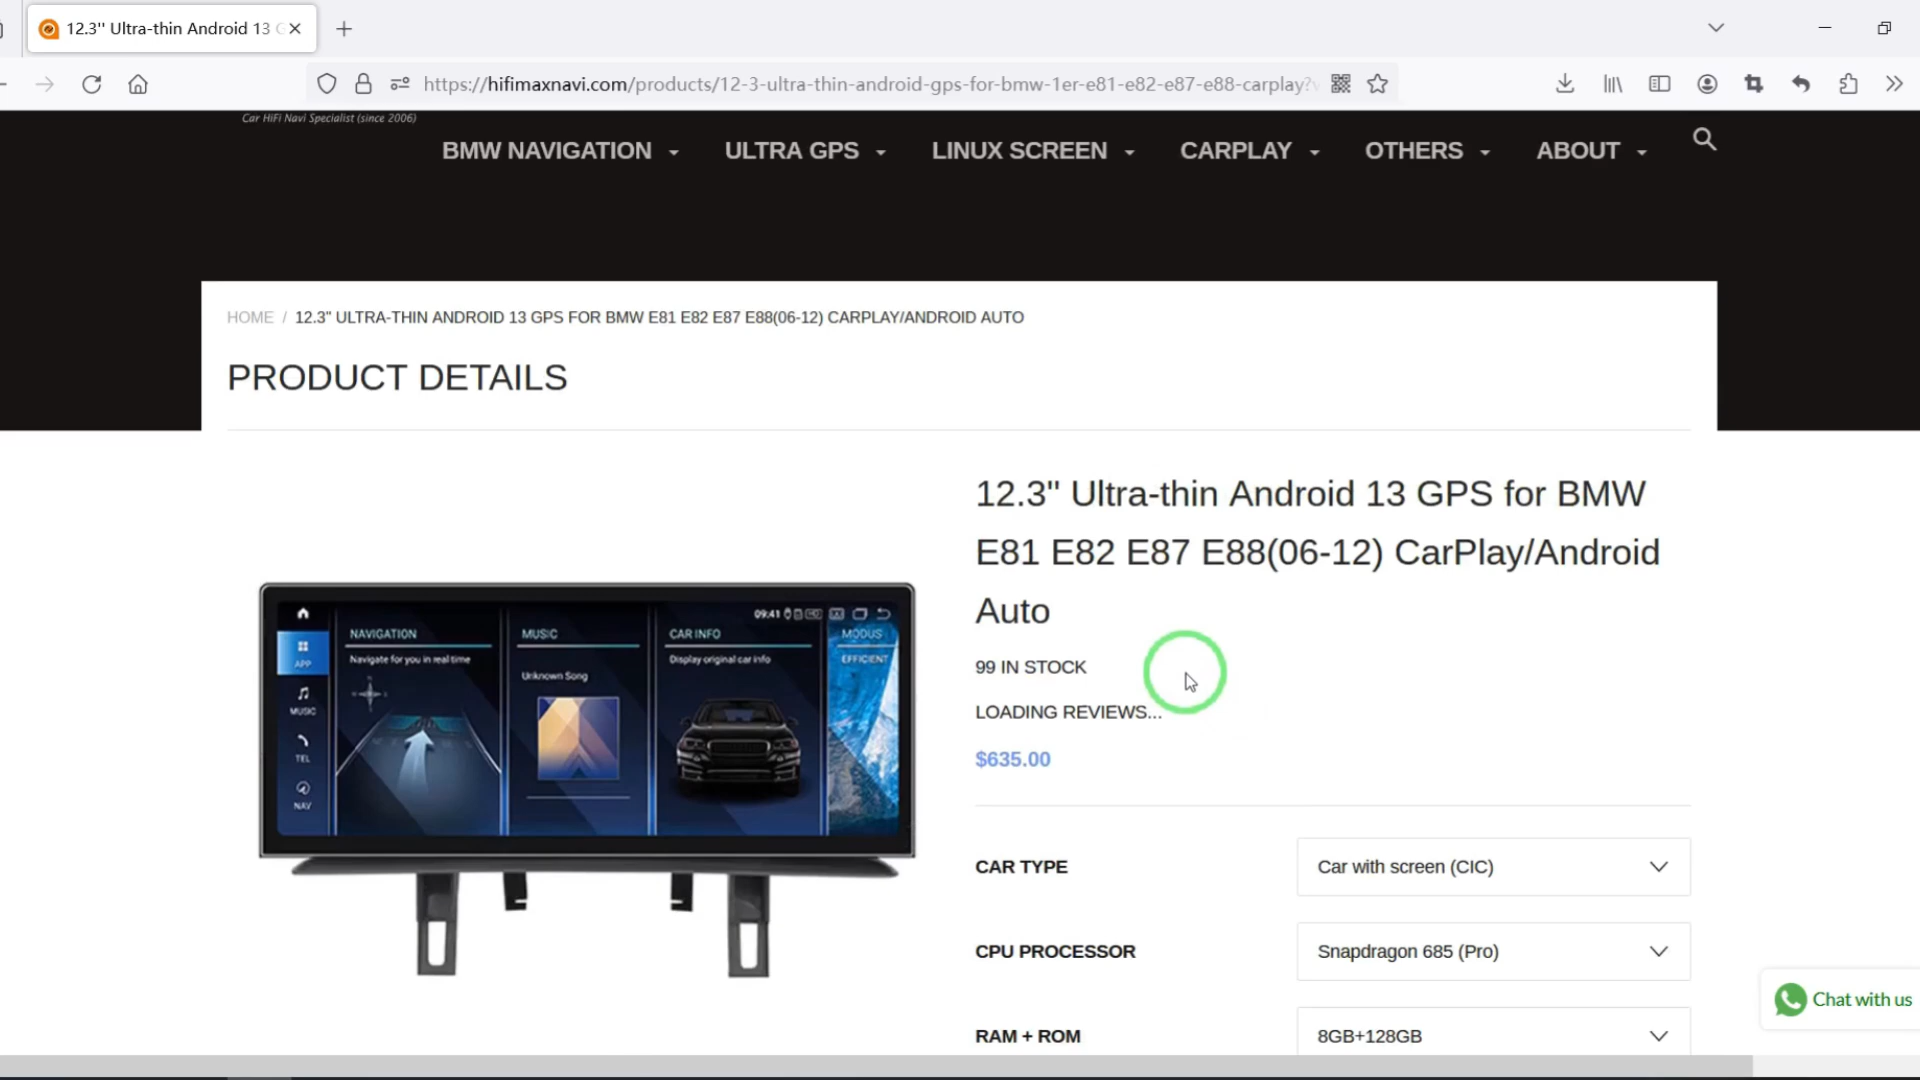 12.3'' Ultra-thin Android 13
https://hifimaxnavi.com/products/12-3-ultra-thin-android-gps-for-bmw-1er-e81-e82-e87-e88-carplay?
Car HiFi Navi Specialist (since 2006)
BMW NAVIGATION
ULTRA GPS
LINUX SCREEN
CARPLAY
OTHERS
ABOUT
HOME / 12.3" ULTRA-THIN ANDROID 13 GPS FOR BMW E81 E82 E87 E88(06-12) CARPLAY/ANDROID AUTO
PRODUCT DETAILS
12.3" Ultra-thin Android 13 GPS for BMW
E81 E82 E87 E88(06-12) CarPlay/Android
Auto
99 IN STOCK
LOADING REVIEWS...
$635.00
CAR TYPE
Car with screen (CIC)
CPU PROCESSOR
Snapdragon 685 (Pro)
RAM + ROM
8GB+128GB
09:41
NAVIGATION
Navigate for you in real time
MUSIC
Unknown Song
CAR INFO
Display original car info
MODUS
EFFICIENT
APP
MUSIC
TEL
NAV
Chat with us